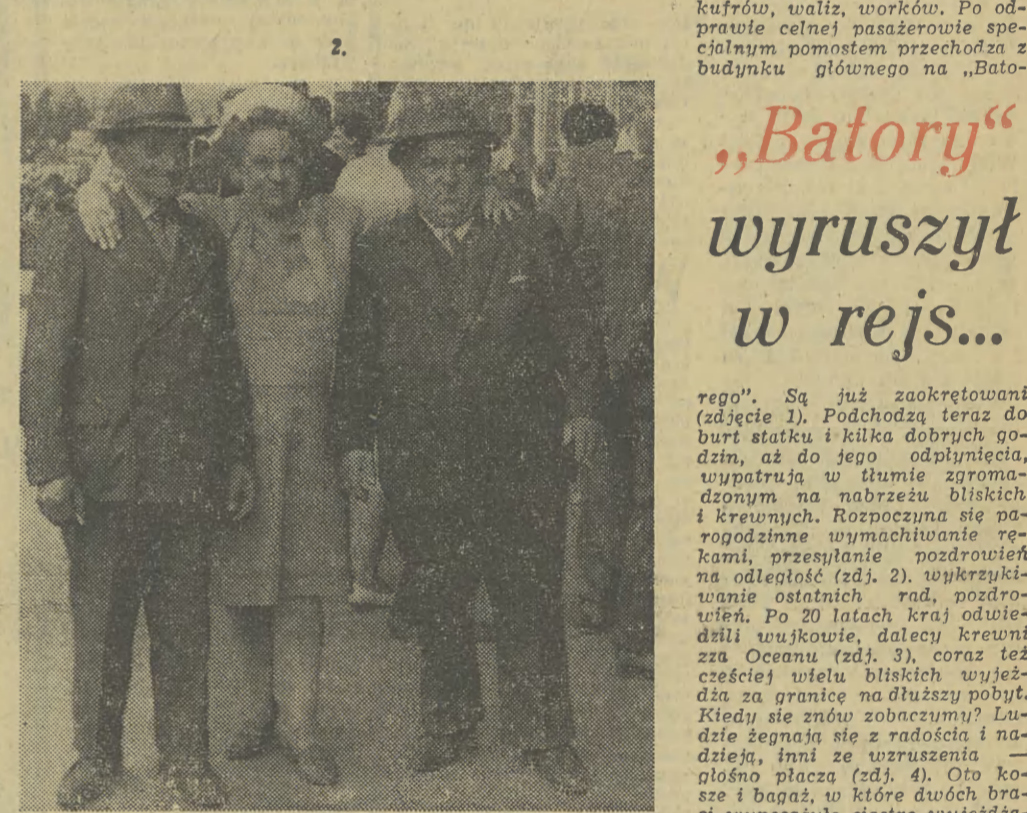 2.
kufrów, waliz, worków. Po od-
prawie celnej pasażerowie spe-
cjalnym pomostem przechodza z
budynku głównego na „Bato-
„Batory“
wyruszył
w rejs...
rego”. Są już zaokrętowani
(zdjęcie 1). Podchodzą teraz do
burt statku i kilka dobrych go-
dzin, aż do jego odpłynięcia,
wypatrują w tłumie zgroma-
dzonym na nabrzeżu bliskich
i krewnych. Rozpoczyna się pa-
rogodzinne wymachiwanie rę-
kami, przesyłanie pozdrowień
na odległość (zdj. 2). wykrzyki-
wanie ostatnich rad, pozdro-
wień. Po 20 latach kraj odwie-
dzili wujkowie, dalecy krewni
zza Oceanu (zdj. 3), coraz też
cześciej wielu bliskich wyjeż-
dża za granicę na dłuższy pobyt.
Kiedy sie znów zobaczymy? Lu-
dzie żegnają się z radościa i na-
dzieją, inni ze wzruszenia —
głośno płaczą (zdj. 4). Oto ko-
sze i bagaż, w które dwóch bra-